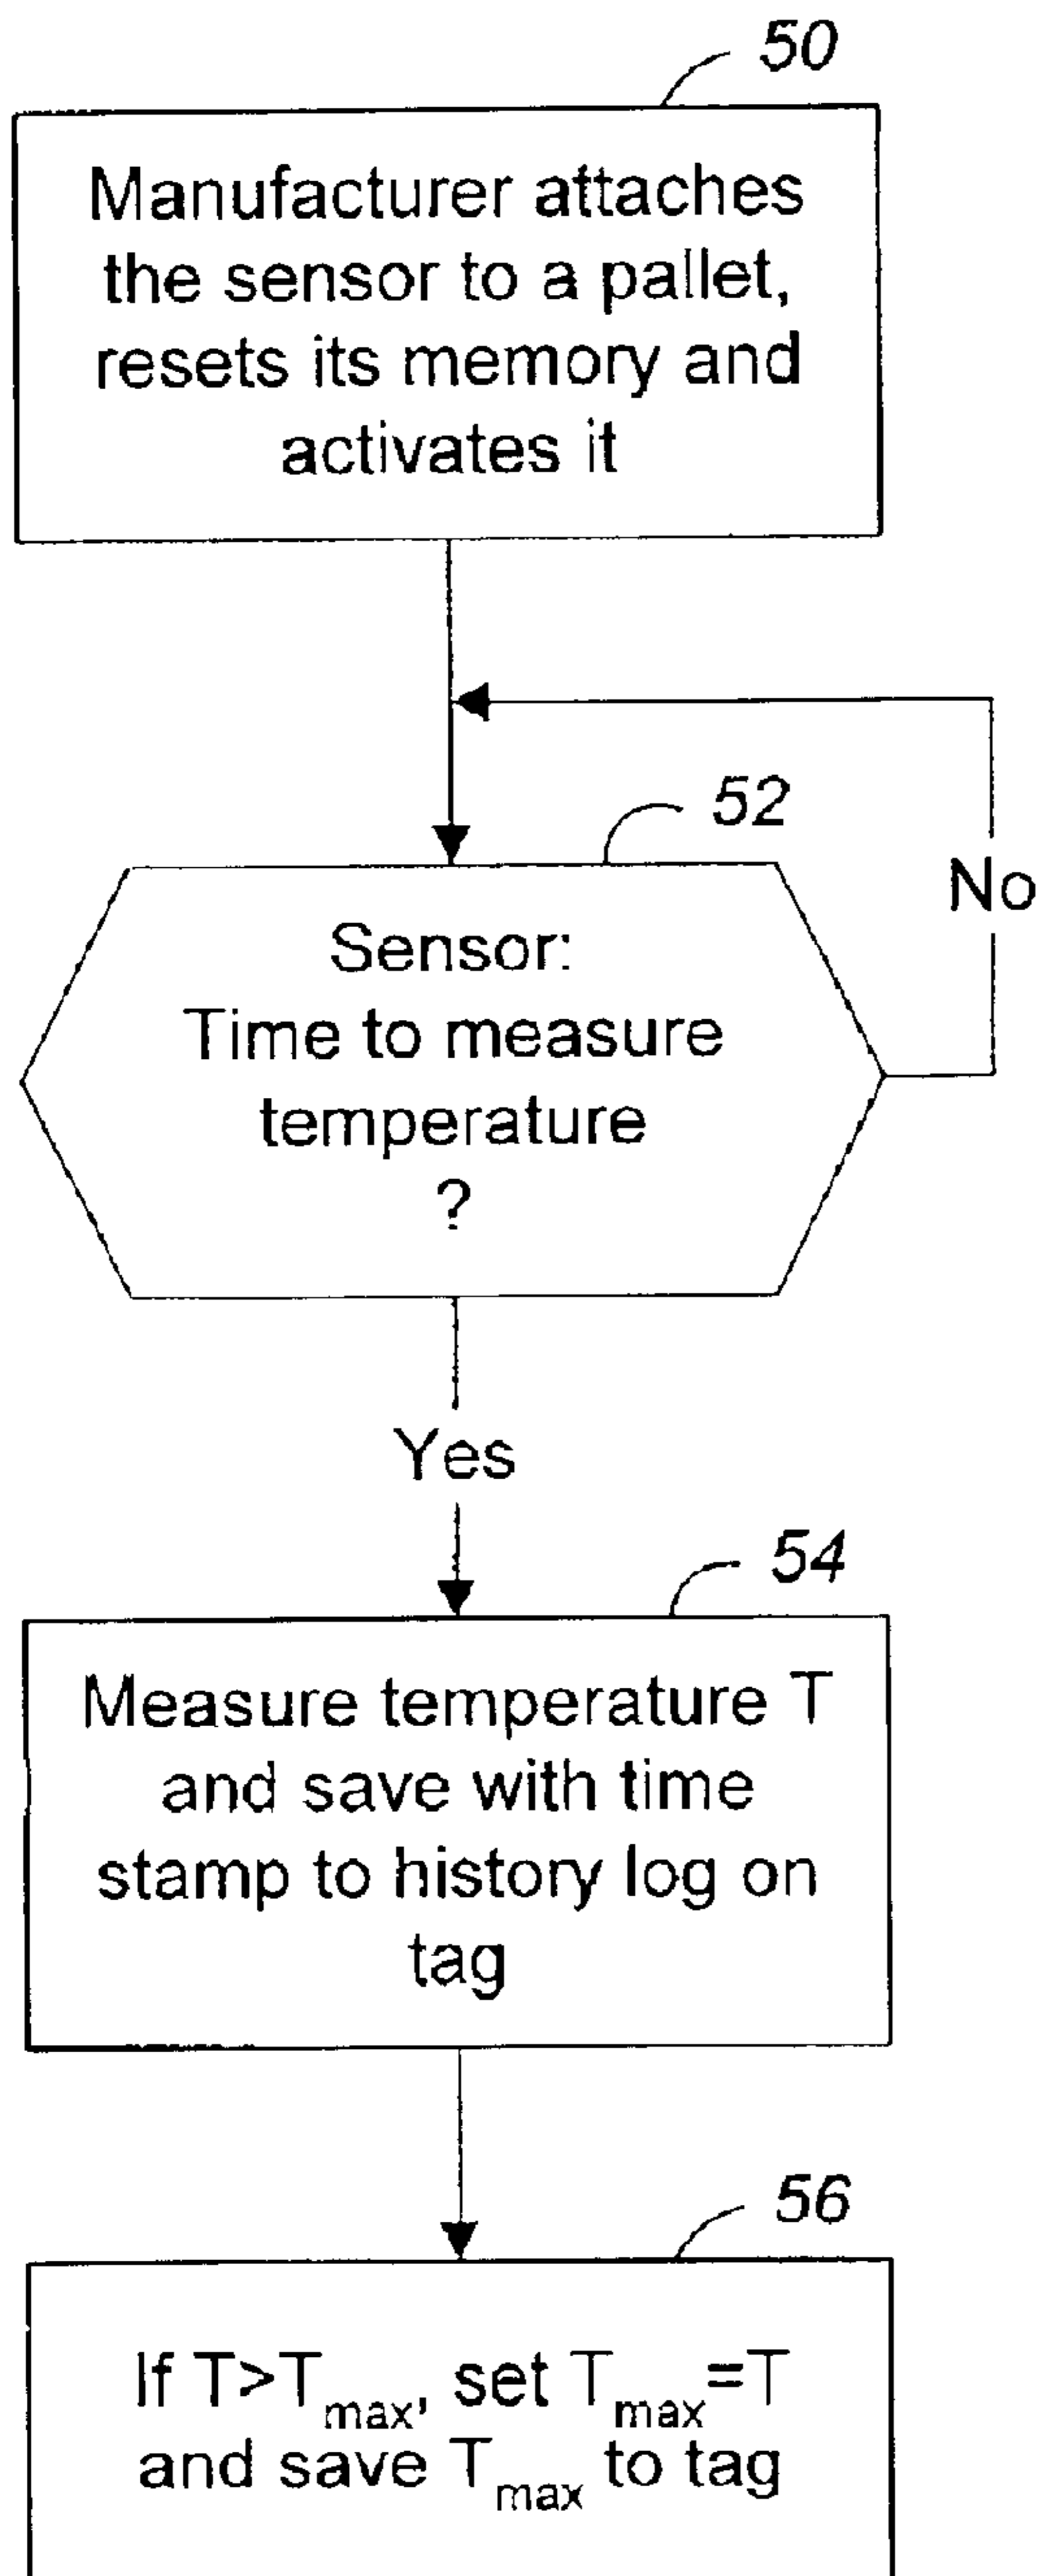 50
Manufacturer attaches
the sensor to a pallet,
resets its memory and
activates it
52
No
Sensor:
Time to measure
temperature
?
Yes
54
Measure temperature T
and save with time
stamp to history log on
tag
56
If T>Tmax, set Tmax=T
and save Tmax to tag